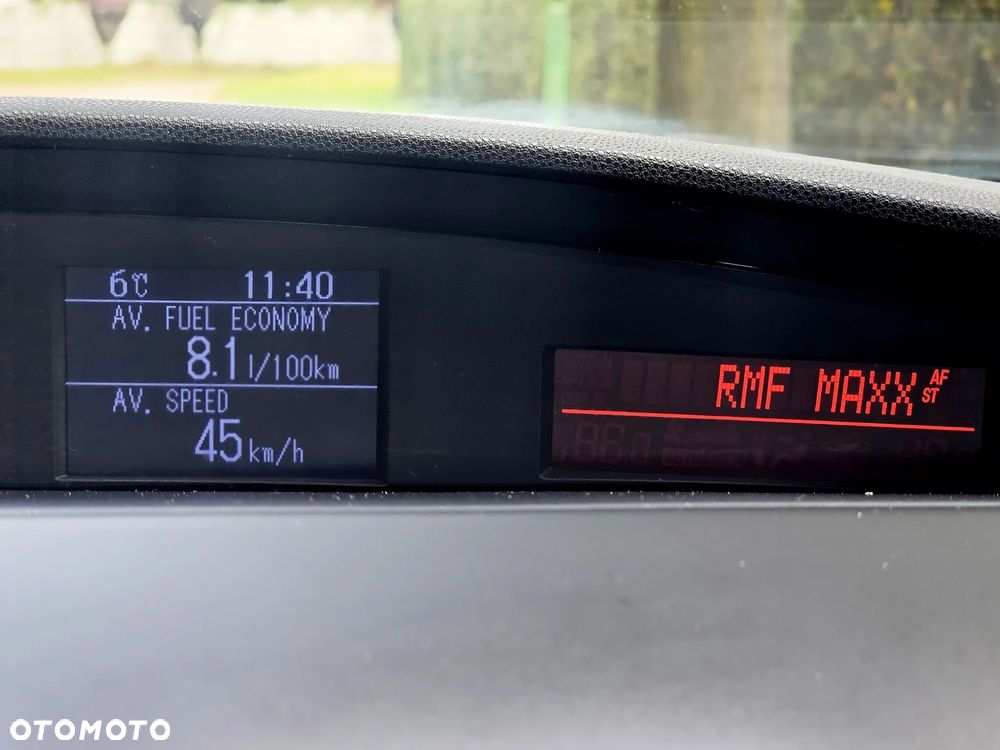 6℃ 11:40
AV. FUEL ECONOMY
8.1 l/100km
AV. SPEED
45 km/h
RMF MAXX AF
ST
OTOMOTO